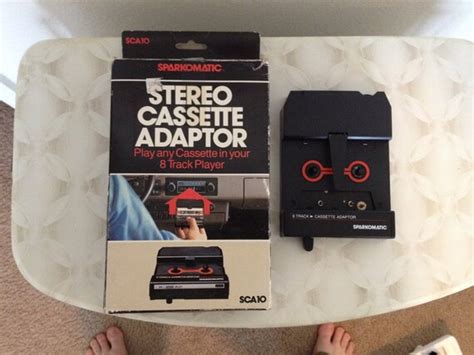 SCA10
SPARKOMATIC
STEREO
CASSETTE
ADAPTOR
Play any Cassette in your
8 Track Player
SCA10
8 TRACK ► CASSETTE ADAPTOR
SPARKOMATIC